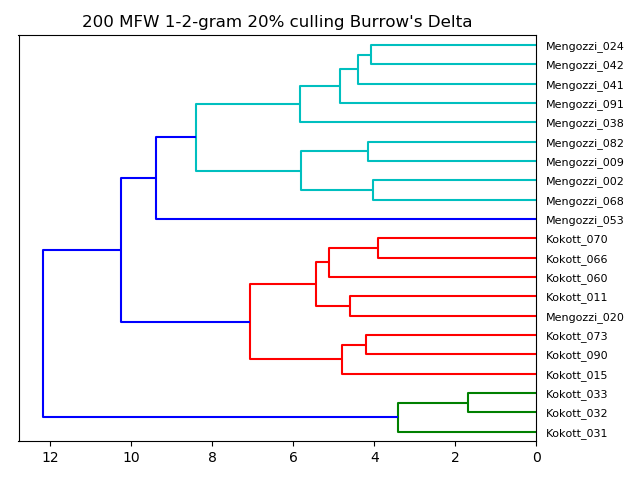 200 MFW 1-2-gram 20% culling Burrow's Delta
Mengozzi_024
Mengozzi_042
Mengozzi_041
Mengozzi_091
Mengozzi_038
Mengozzi_082
Mengozzi_009
Mengozzi_002
Mengozzi_068
Mengozzi_053
Kokott_070
Kokott_066
Kokott_060
Kokott_011
Mengozzi_020
Kokott_073
Kokott_090
Kokott_015
Kokott_033
Kokott_032
Kokott_031
12 10 8 6 4 2 0